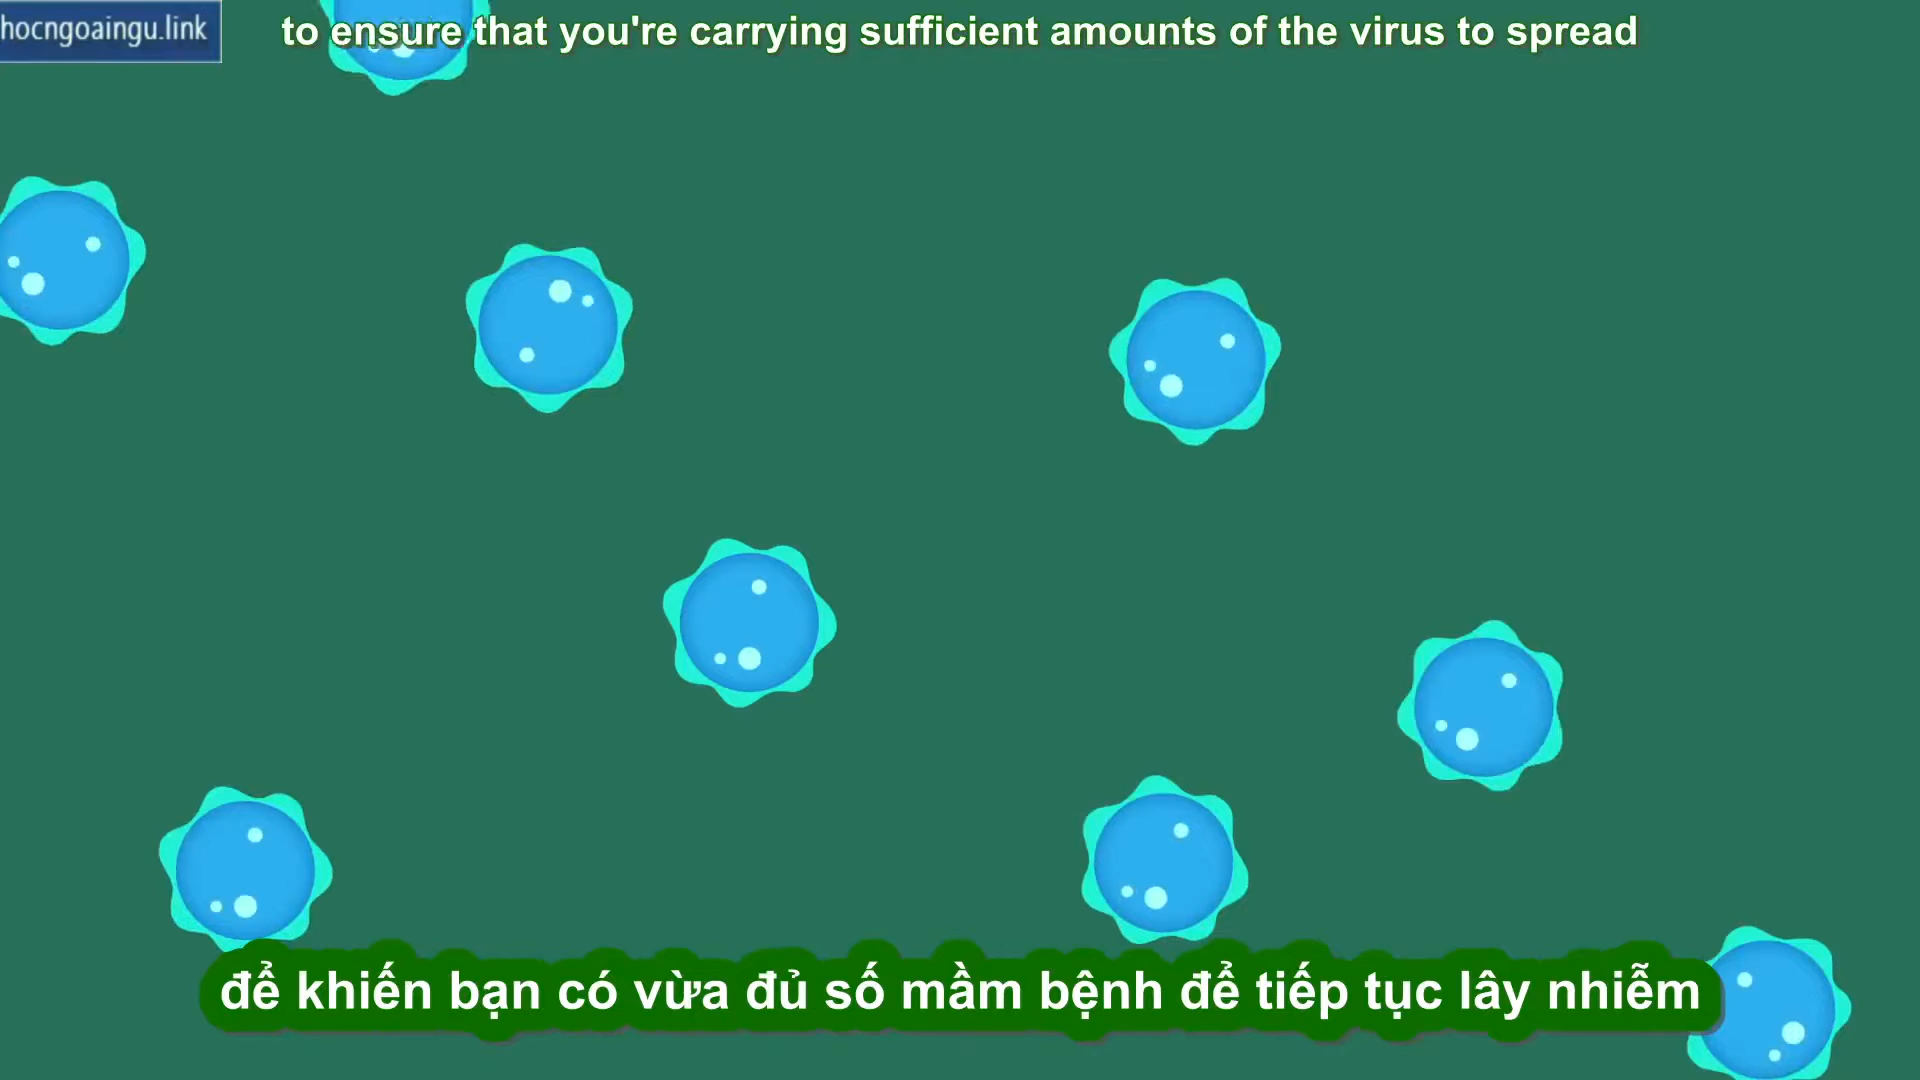 hocngoaingu.link
to ensure that you're carrying sufficient amounts of the virus to spread
để khiến bạn có vừa đủ số mầm bệnh để tiếp tục lây nhiễm